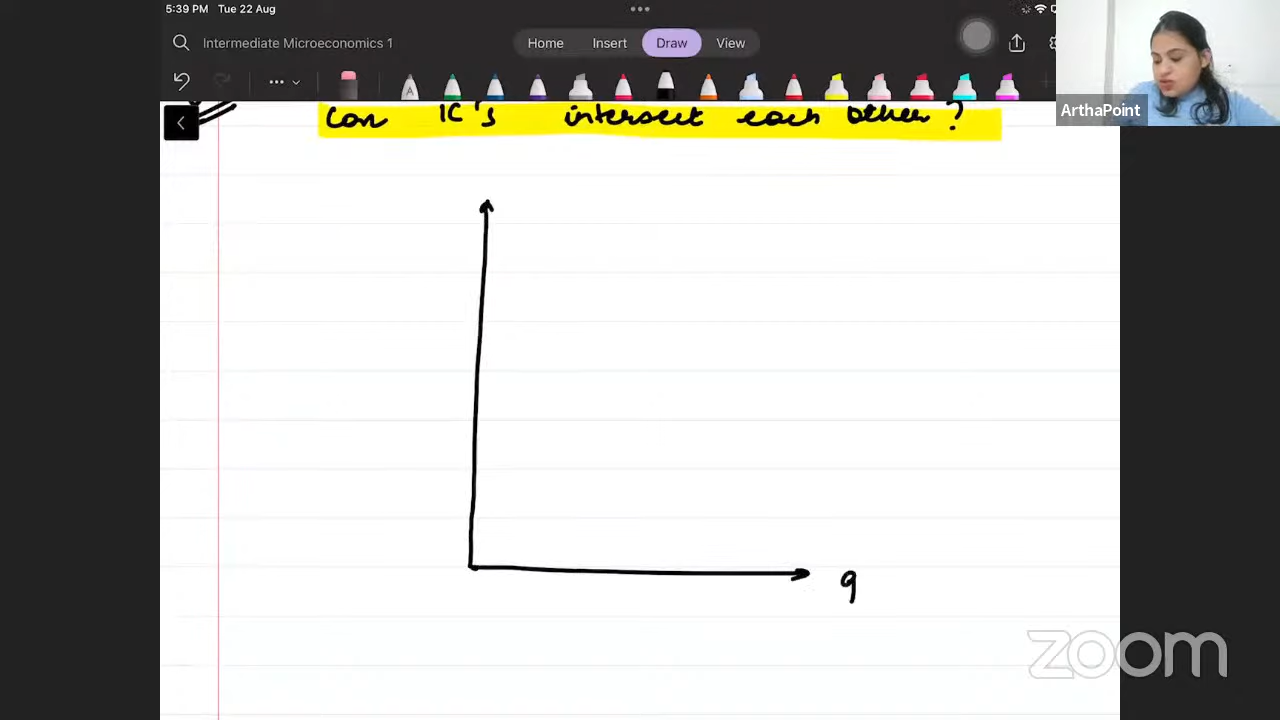 5:39 PM Tue 22 Aug
Intermediate Microeconomics 1
Home Insert Draw View
A
ArthaPoint
Can IC's intersect each other ?
q
zoom